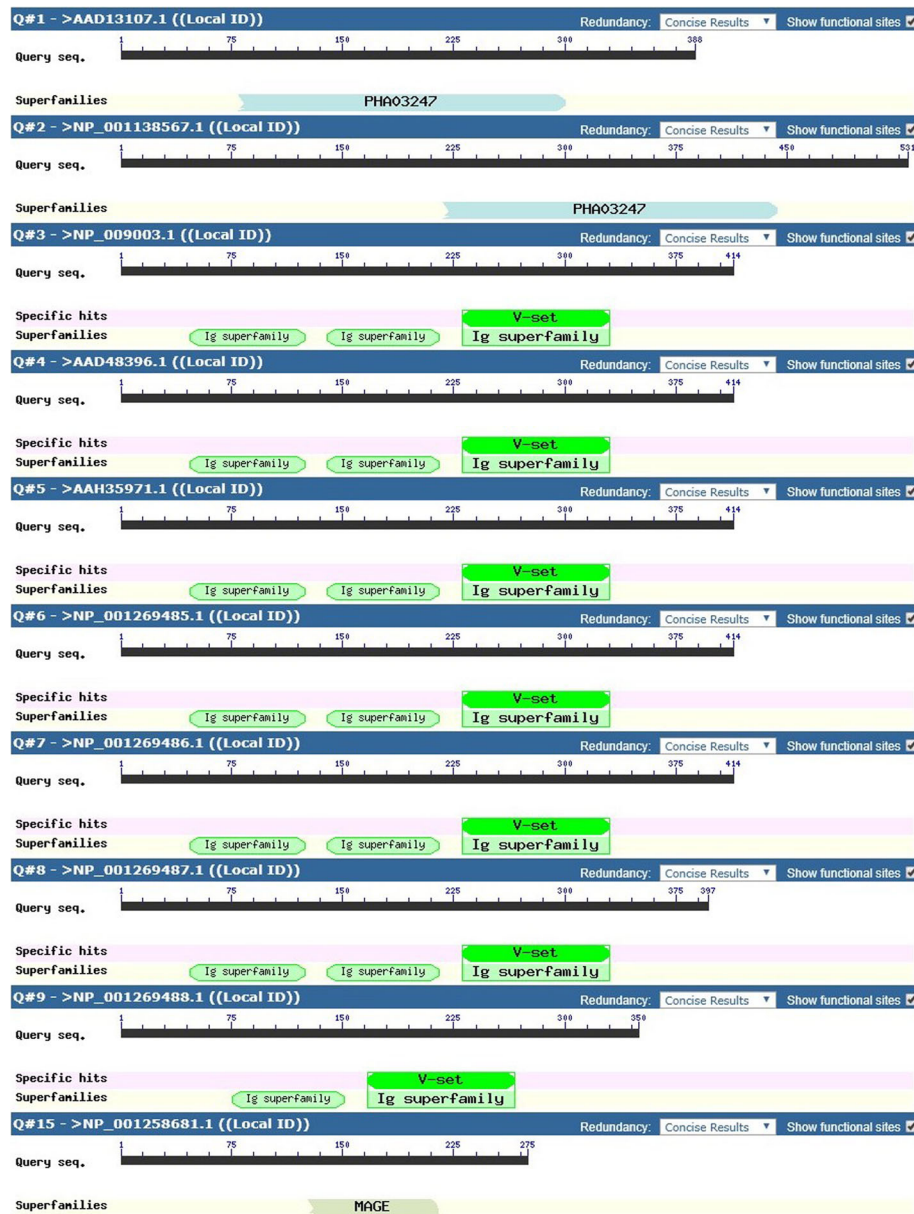 Q#1 - >AAD13107.1 ((Local ID)) Redundancy: Concise Results ▼ Show functional sites
1 75 150 225 300 388
Query seq.
Superfamilies PHA03247
Q#2 - >NP_001138567.1 ((Local ID)) Redundancy: Concise Results ▼ Show functional sites
1 75 150 225 300 375 450 531
Query seq.
Superfamilies PHA03247
Q#3 - >NP_009003.1 ((Local ID)) Redundancy: Concise Results ▼ Show functional sites
1 75 150 225 300 375 414
Query seq.
Specific hits V-set
Superfamilies Ig superfamily Ig superfamily Ig superfamily
Q#4 - >AAD48396.1 ((Local ID)) Redundancy: Concise Results ▼ Show functional sites
1 75 150 225 300 375 414
Query seq.
Specific hits V-set
Superfamilies Ig superfamily Ig superfamily Ig superfamily
Q#5 - >AAH35971.1 ((Local ID)) Redundancy: Concise Results ▼ Show functional sites
1 75 150 225 300 375 414
Query seq.
Specific hits V-set
Superfamilies Ig superfamily Ig superfamily Ig superfamily
Q#6 - >NP_001269485.1 ((Local ID)) Redundancy: Concise Results ▼ Show functional sites
1 75 150 225 300 375 414
Query seq.
Specific hits V-set
Superfamilies Ig superfamily Ig superfamily Ig superfamily
Q#7 - >NP_001269486.1 ((Local ID)) Redundancy: Concise Results ▼ Show functional sites
1 75 150 225 300 375 414
Query seq.
Specific hits V-set
Superfamilies Ig superfamily Ig superfamily Ig superfamily
Q#8 - >NP_001269487.1 ((Local ID)) Redundancy: Concise Results ▼ Show functional sites
1 75 150 225 300 375 397
Query seq.
Specific hits V-set
Superfamilies Ig superfamily Ig superfamily Ig superfamily
Q#9 - >NP_001269488.1 ((Local ID)) Redundancy: Concise Results ▼ Show functional sites
1 75 150 225 300 350
Query seq.
Specific hits V-set
Superfamilies Ig superfamily Ig superfamily
Q#15 - >NP_001258681.1 ((Local ID)) Redundancy: Concise Results ▼ Show functional sites
1 75 150 225 275
Query seq.
Superfamilies MAGE